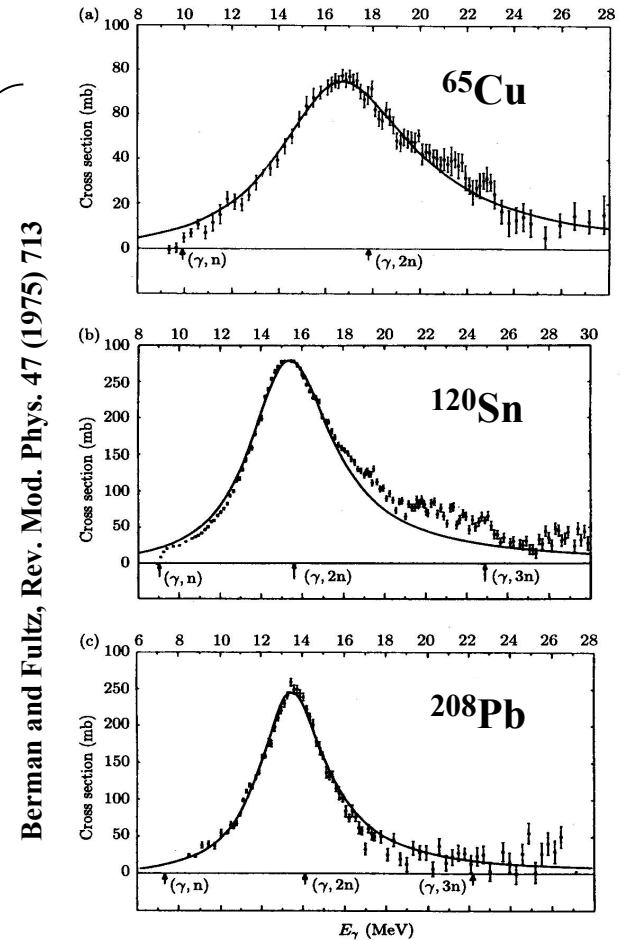 Berman and Fultz, Rev. Mod. Phys. 47 (1975) 713
(a) 8 10 12 14 16 18 20 22 24 26 28
100
80
40
20
0
Cross section (mb)
⁶⁵Cu
(γ, n)
(γ, 2n)
(b) 8 10 12 14 16 18 20 22 24 26 28 30
300
250
200
150
100
50
0
Cross section (mb)
¹²⁰Sn
(γ, n)
(γ, 2n)
(γ, 3n)
(c) 6 8 10 12 14 16 18 20 22 24 26 28
300
250
200
150
100
50
0
Cross section (mb)
²⁰⁸Pb
(γ, n)
(γ, 2n)
(γ, 3n)
Eγ (MeV)